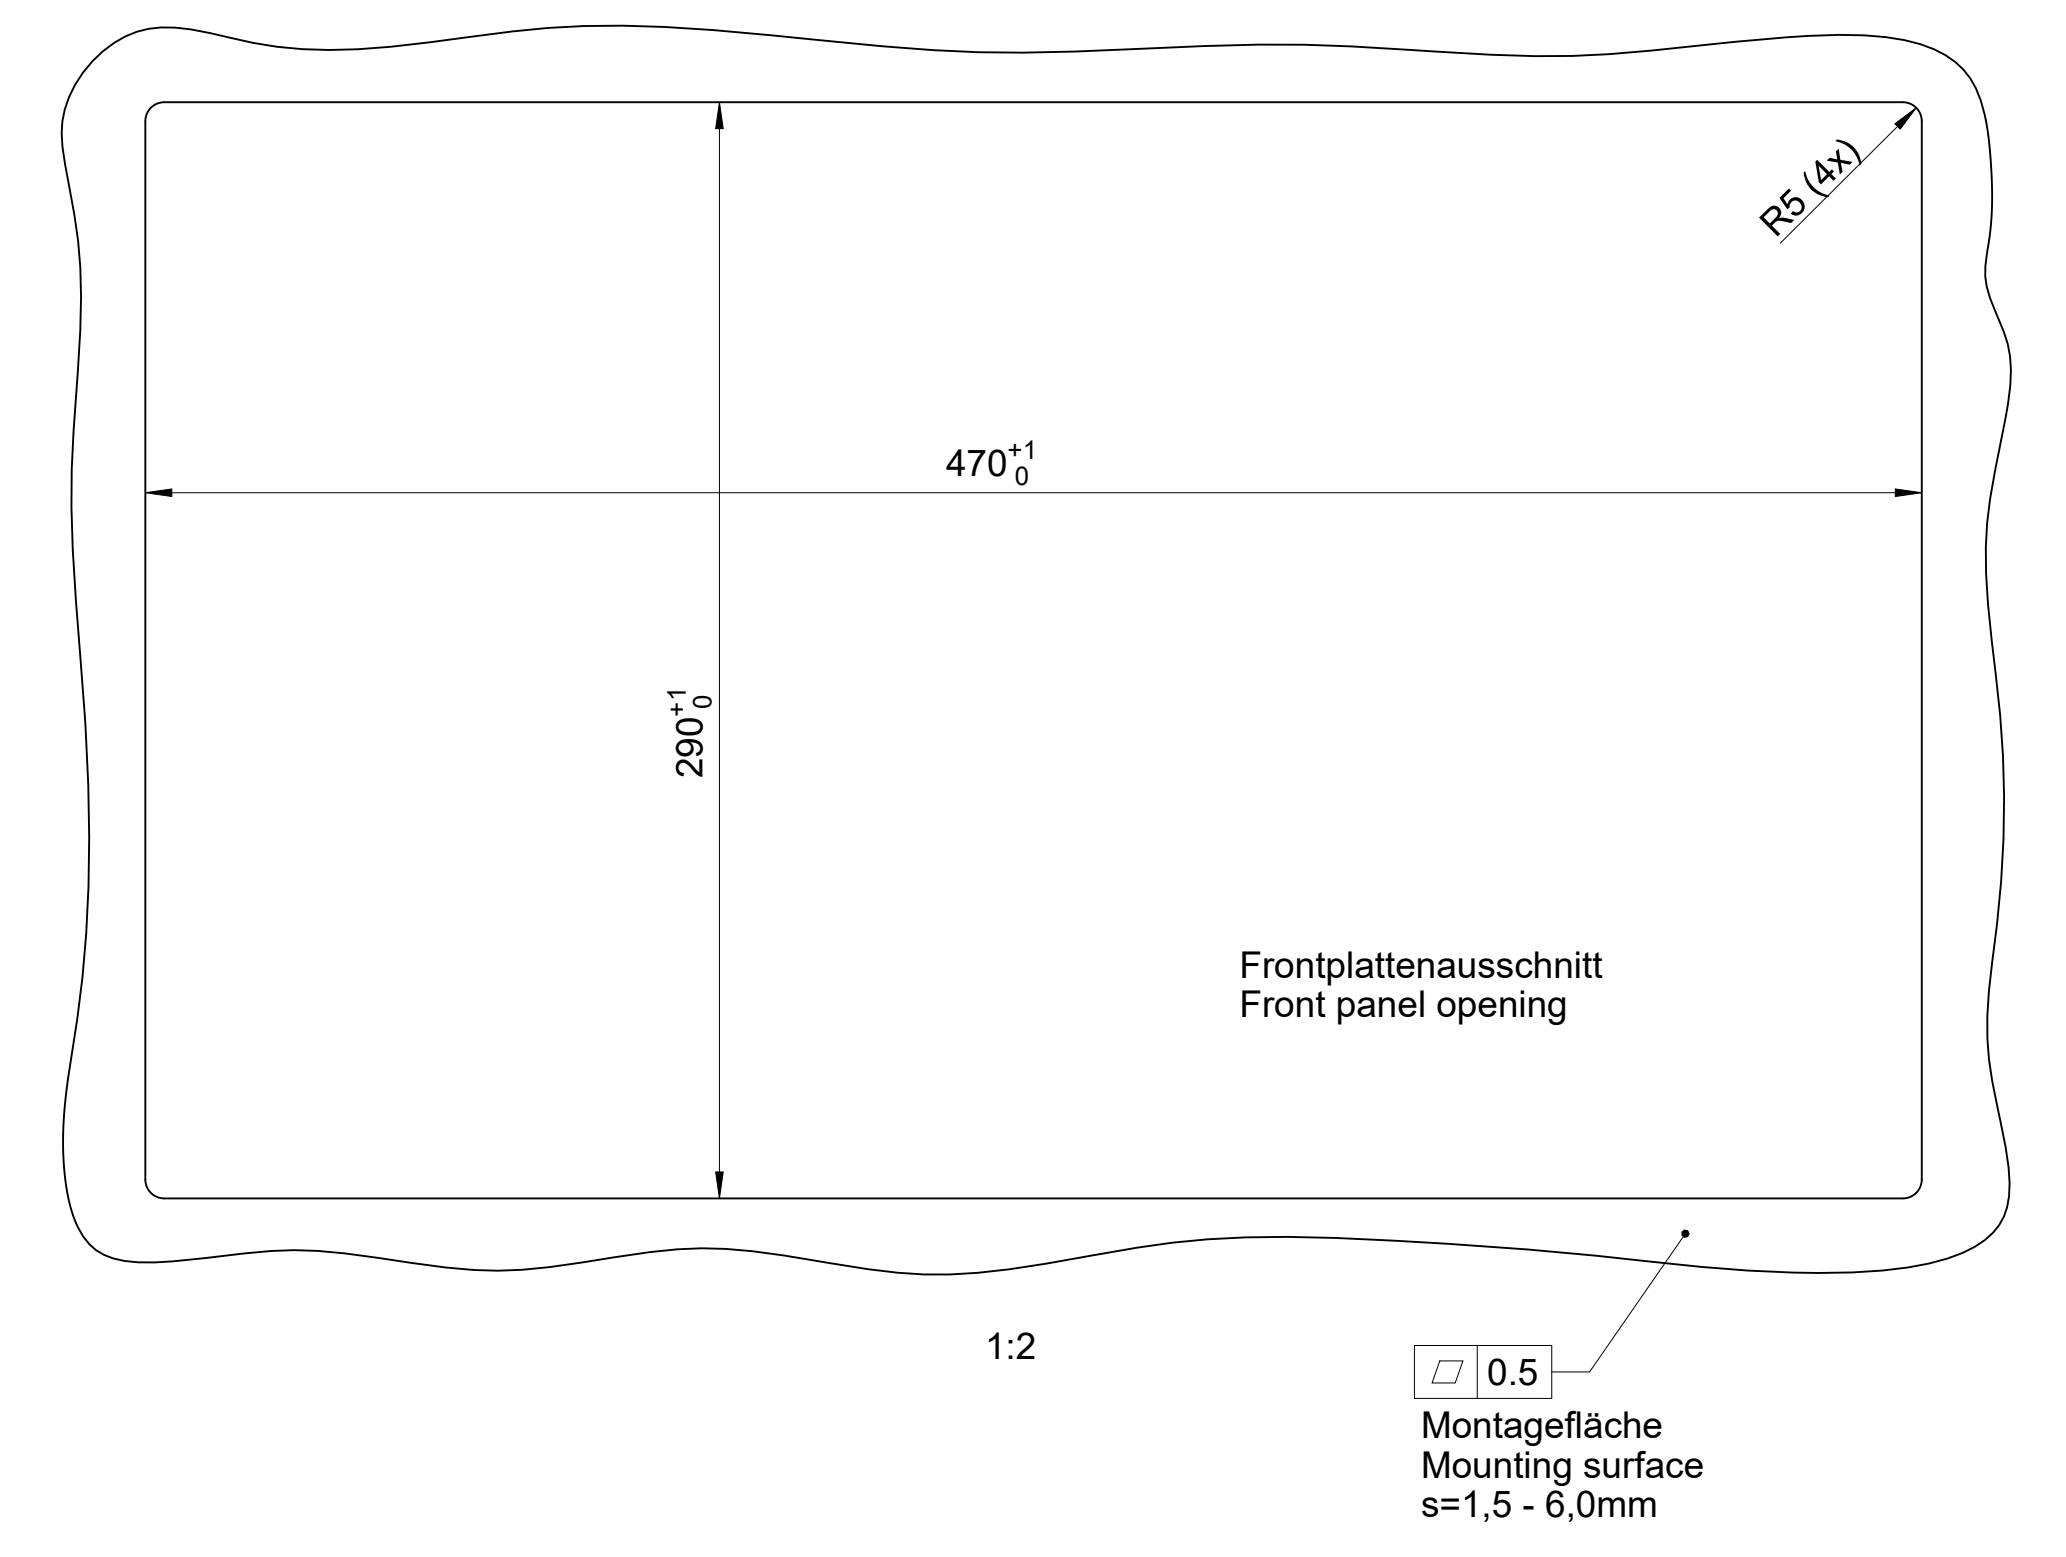 R5 (4x)
470 +1 0
290 +1 0
Frontplattenausschnitt
Front panel opening
1:2
0.5
Montagefläche
Mounting surface
s=1,5 - 6,0mm